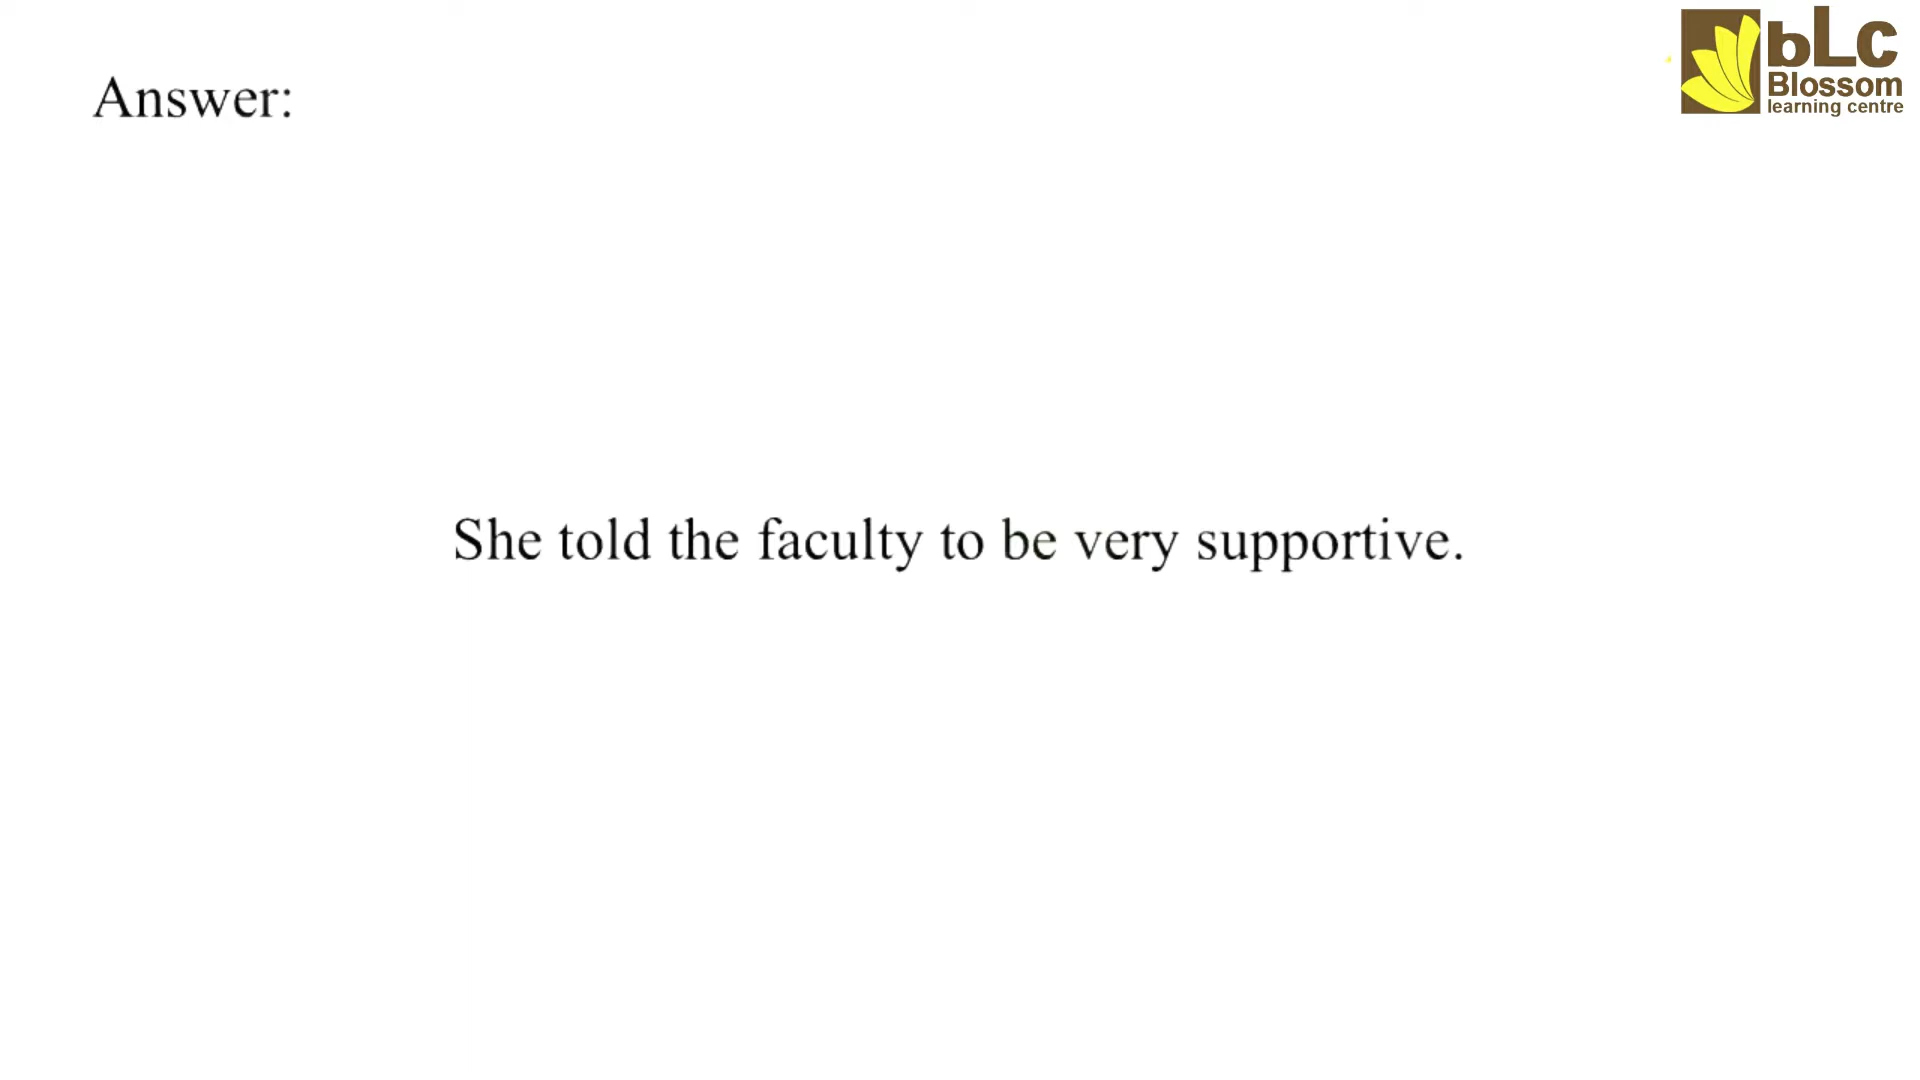 bLc
Blossom
learning centre
Answer:
She told the faculty to be very supportive.